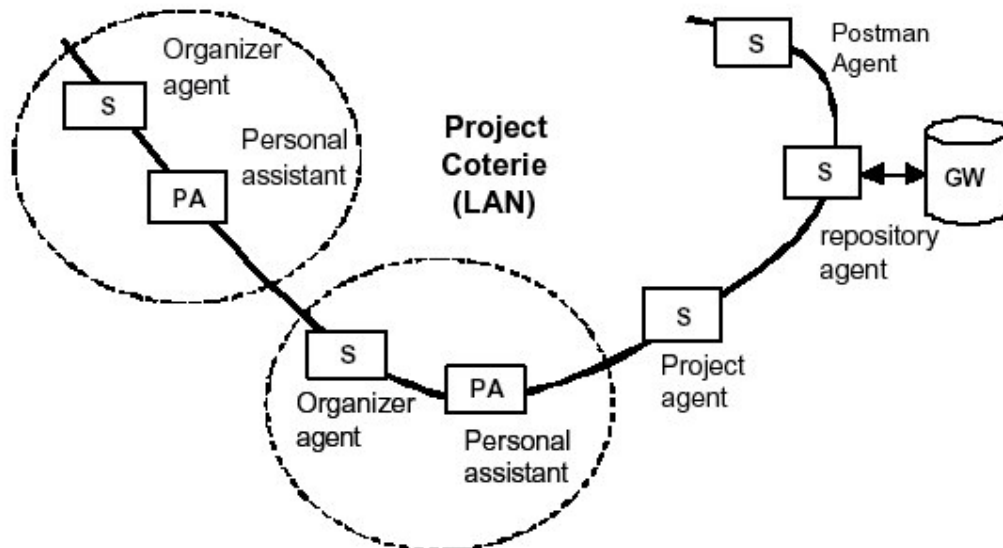 Organizer
agent
S
Personal
assistant
PA
Project
Coterie
(LAN)
S
Postman
Agent
S
GW
repository
agent
S
Project
agent
S
Organizer
agent
PA
Personal
assistant